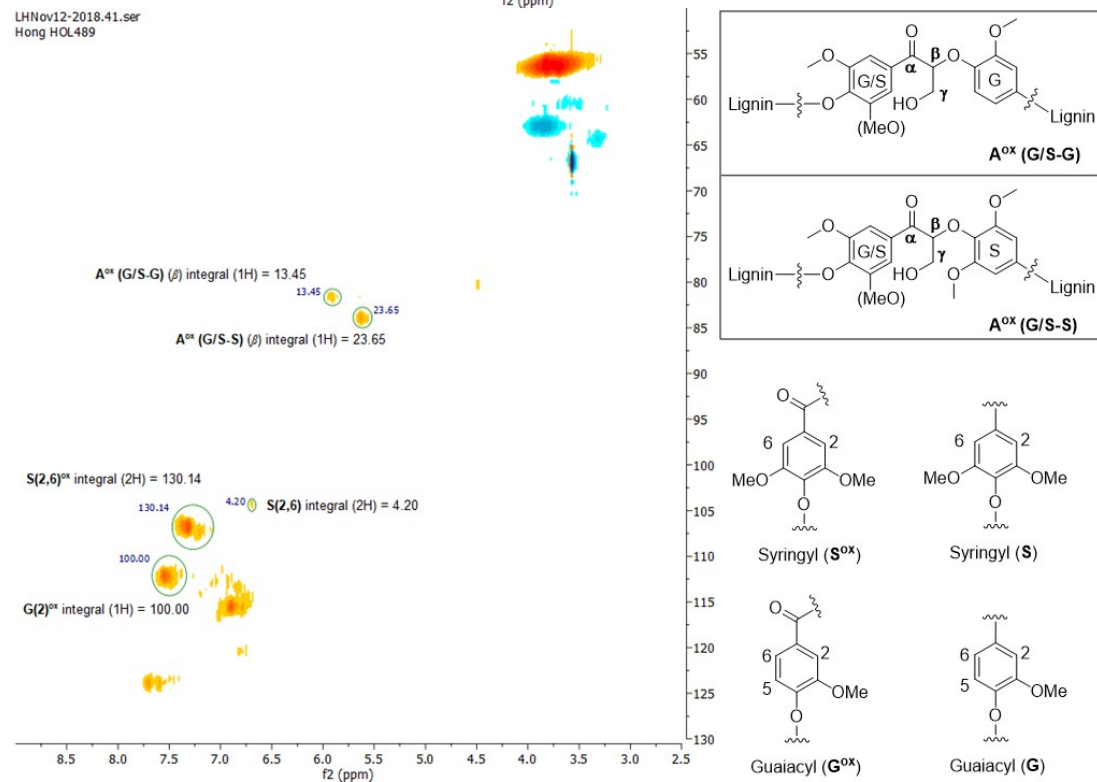 f2 (ppm)
LHNov12-2018.41.ser
Hong HOL489
55
60
65
70
75
80
85
90
95
100
105
110
115
120
125
130
A^ox (G/S-G) (β) integral (1H) = 13.45
13.45
23.65
A^ox (G/S-S) (β) integral (1H) = 23.65
S(2,6)^ox integral (2H) = 130.14
130.14
4.20
S(2,6) integral (2H) = 4.20
100.00
G(2)^ox integral (1H) = 100.00
8.5 8.0 7.5 7.0 6.5 6.0 5.5 5.0 4.5 4.0 3.5 3.0 2.5
f2 (ppm)
O
O
O
O
G/S
α
β
G
HO
γ
Lignin
O
(MeO)
Lignin
A^ox (G/S-G)
O
O
O
O
G/S
α
β
S
HO
γ
Lignin
O
(MeO)
O
Lignin
A^ox (G/S-S)
O
6 2
MeO OMe
O
Syringyl (S^ox)
6 2
MeO OMe
O
Syringyl (S)
O
6 2
5 OMe
O
Guaiacyl (G^ox)
6 2
5 OMe
O
Guaiacyl (G)